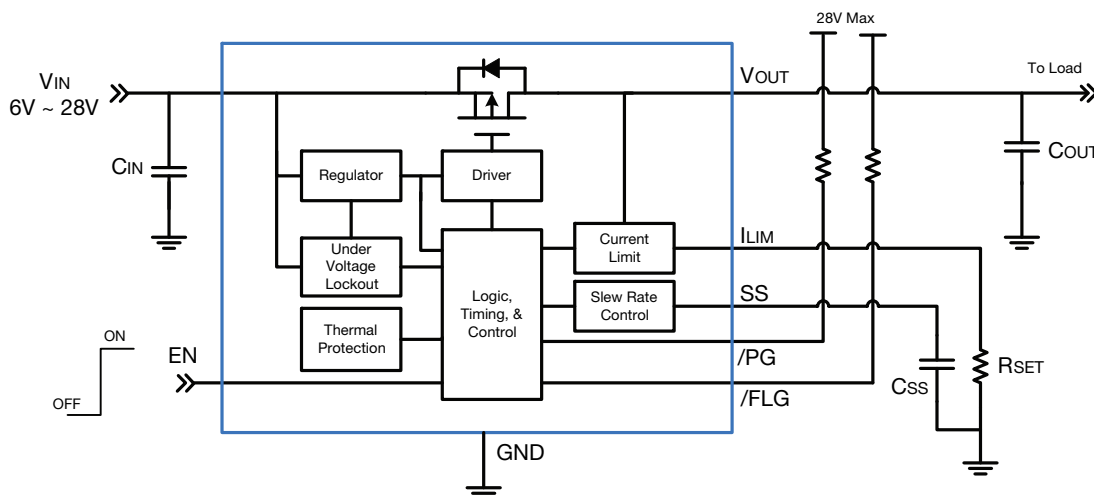 28V Max
VIN
6V ~ 28V
VOUT
To Load
CIN
COUT
Regulator
Driver
ILIM
Under
Voltage
Lockout
Current
Limit
Logic,
Timing, &
Control
SS
Slew Rate
Control
Thermal
Protection
ON
EN
/PG
RSET
CSS
OFF
/FLG
GND